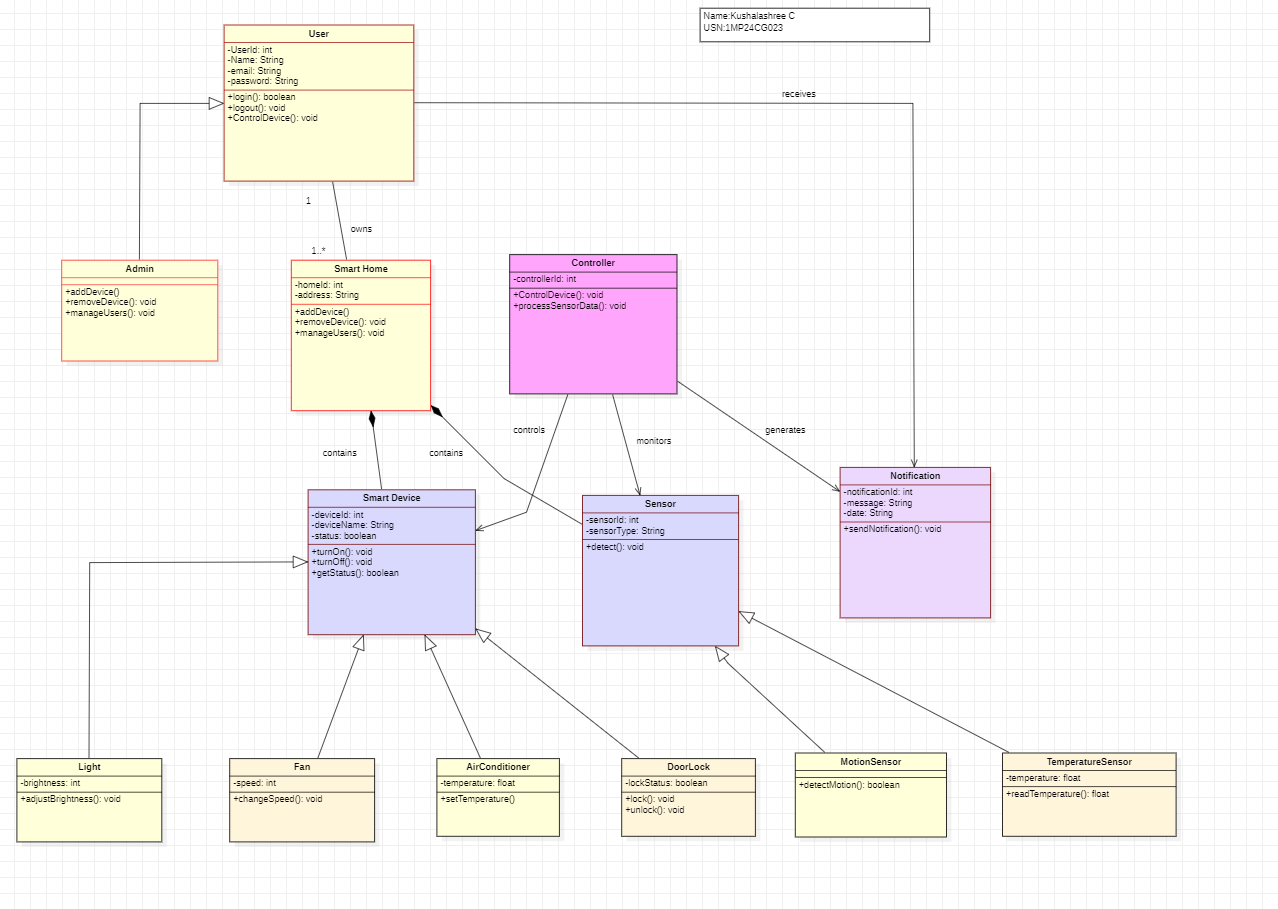 Name:Kushalashree C
USN:1MP24CG023
User
-UserId: int
-Name: String
-email: String
-password: String
+login(): boolean
+logout(): void
+ControlDevice(): void
receives
1
owns
1..*
Admin
+addDevice()
+removeDevice(): void
+manageUsers(): void
Smart Home
-homeId: int
-address: String
+addDevice()
+removeDevice(): void
+manageUsers(): void
Controller
-controllerId: int
+ControlDevice(): void
+processSensorData(): void
controls
monitors
generates
contains
contains
Smart Device
-deviceId: int
-deviceName: String
-status: boolean
+turnOn(): void
+turnOff(): void
+getStatus(): boolean
Sensor
-sensorId: int
-sensorType: String
+detect(): void
Notification
-notificationId: int
-message: String
-date: String
+sendNotification(): void
Light
-brightness: int
+adjustBrightness(): void
Fan
-speed: int
+changeSpeed(): void
AirConditioner
-temperature: float
+setTemperature()
DoorLock
-lockStatus: boolean
+lock(): void
+unlock(): void
MotionSensor
+detectMotion(): boolean
TemperatureSensor
-temperature: float
+readTemperature(): float